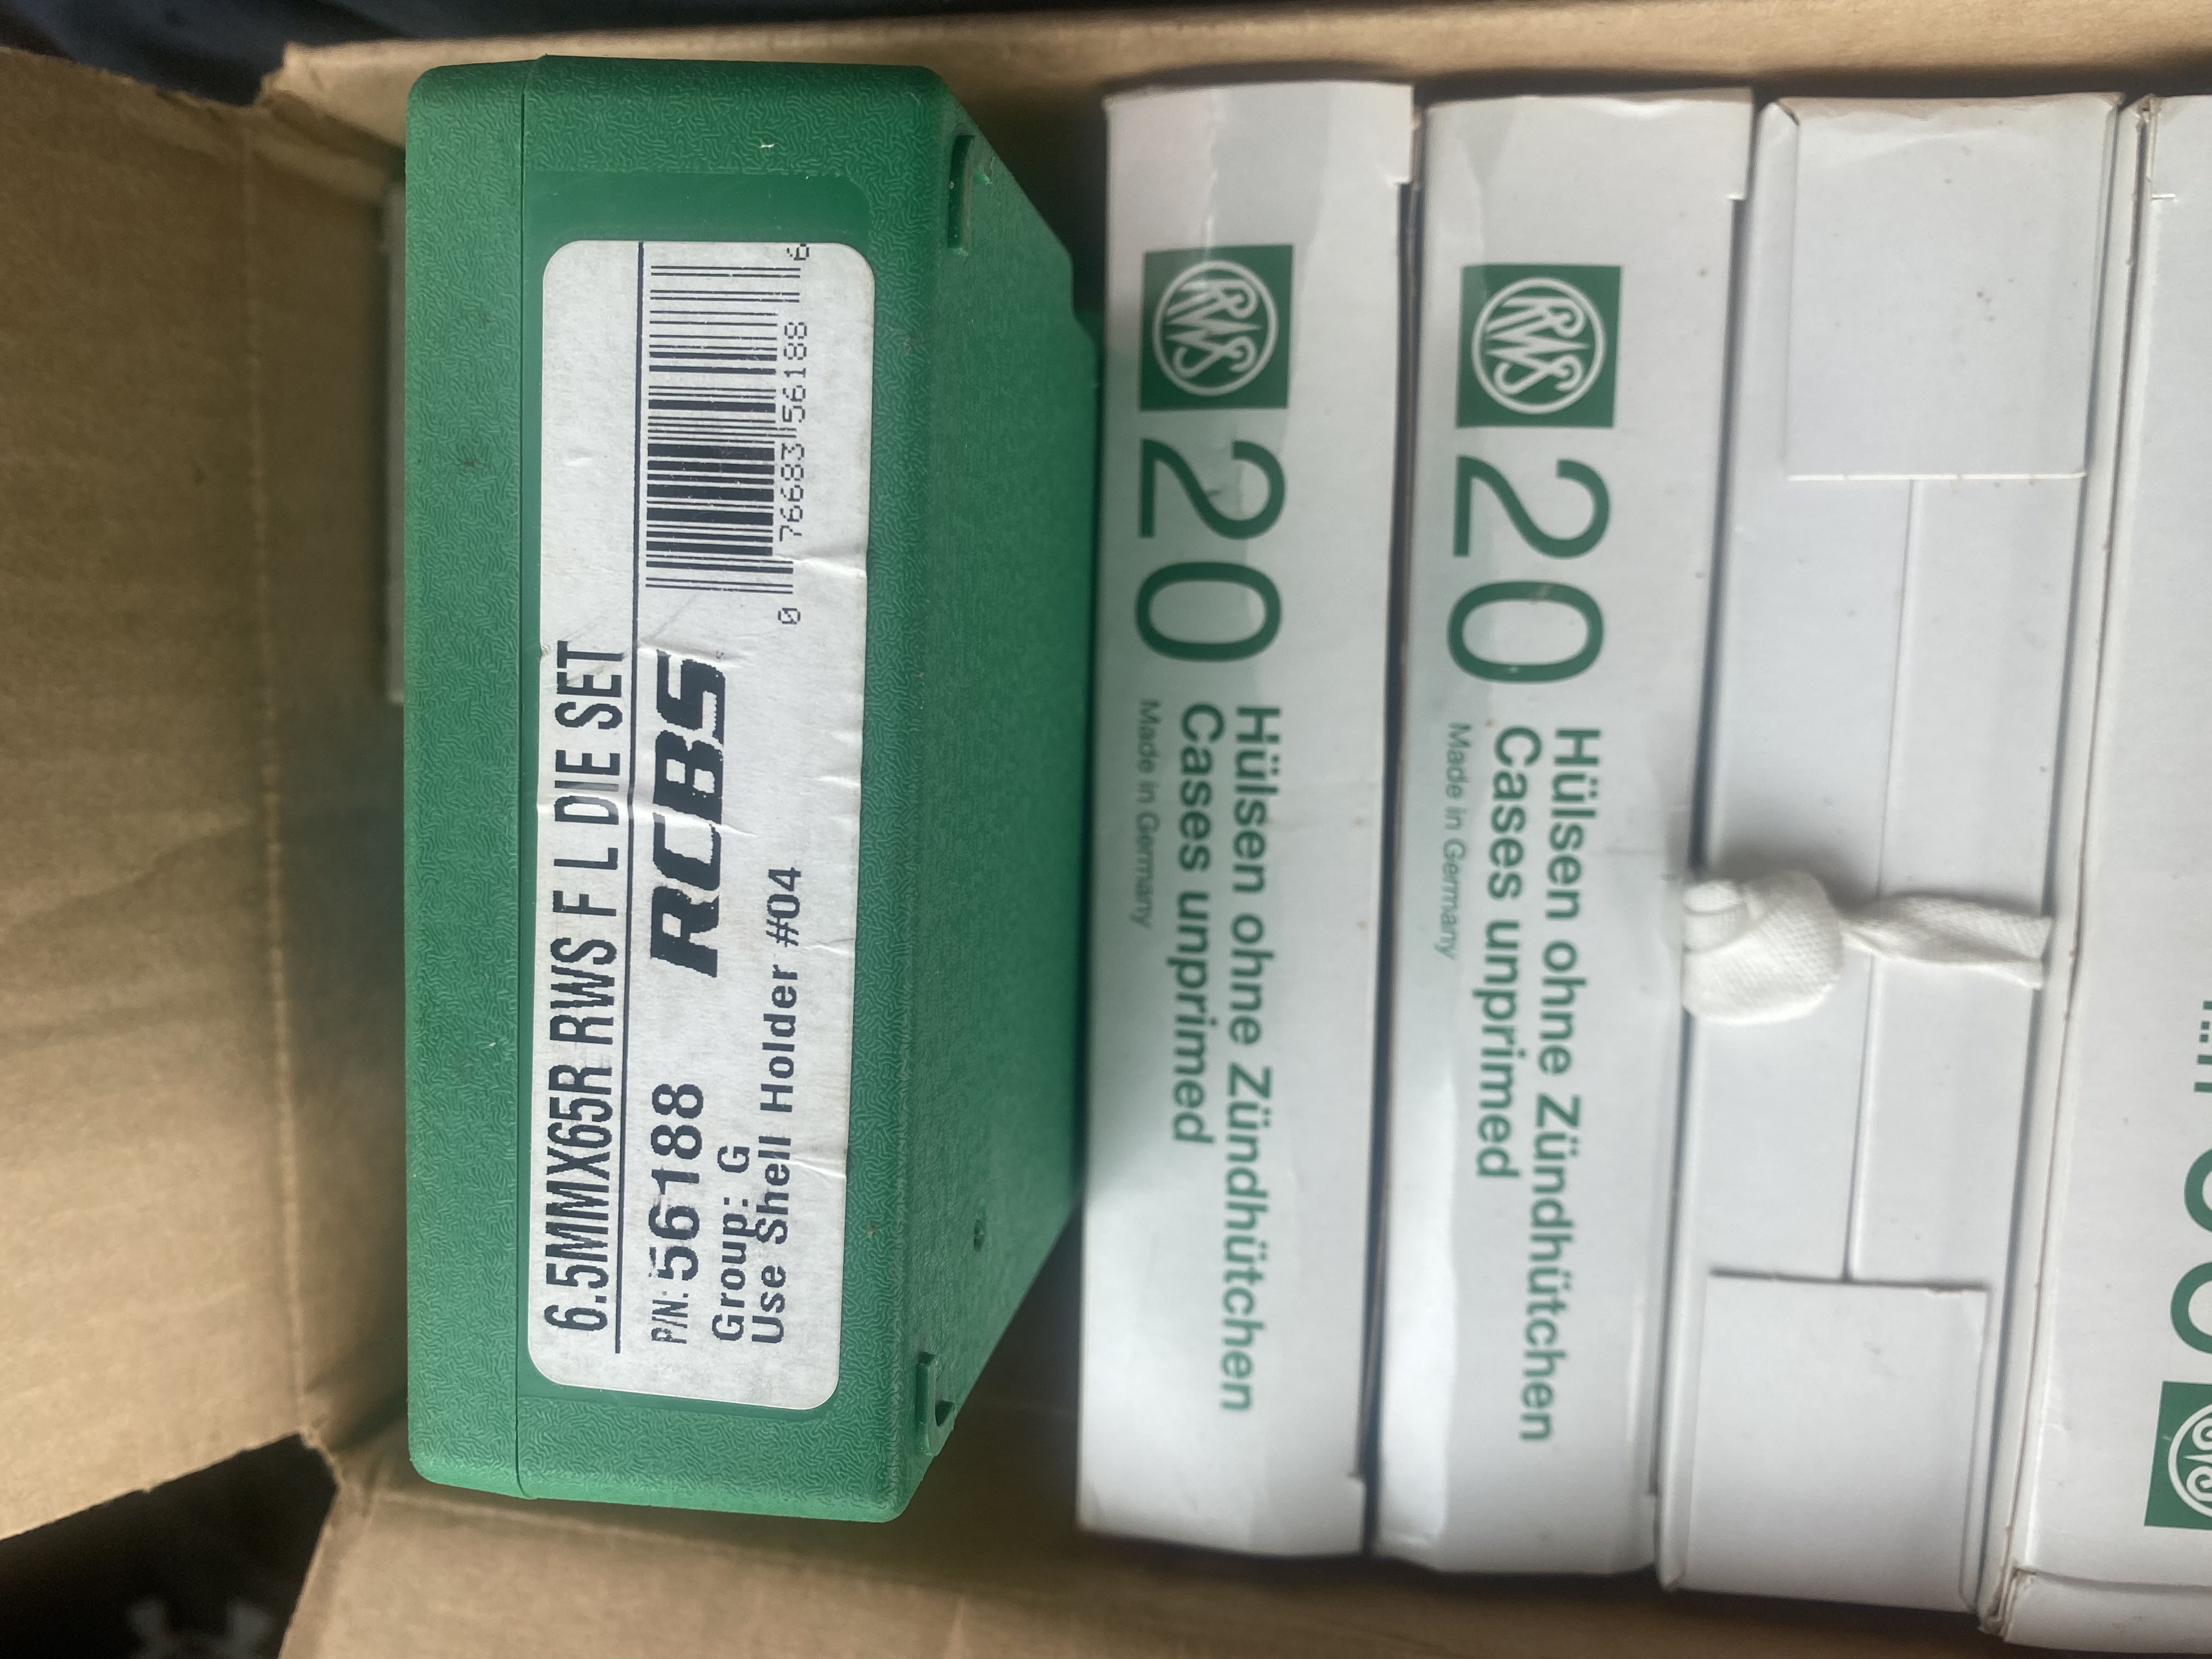 6.5MMX65R RWS F L DIE SET
P/N: 56188
RCBS
Group: G
Use Shell Holder #04
0 76683 56188 6
RWS
20
Hülsen ohne Zündhütchen
Cases unprimed
Made in Germany
RWS
20
Hülsen ohne Zündhütchen
Cases unprimed
Made in Germany